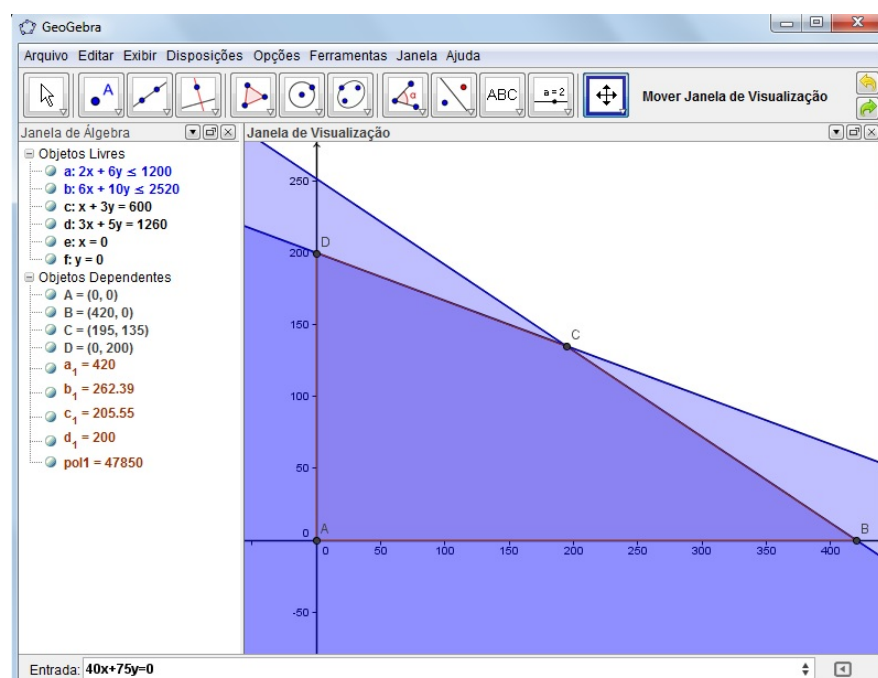 GeoGebra
Arquivo Editar Exibir Disposições Opções Ferramentas Janela Ajuda
A
α
ABC
a=2
Mover Janela de Visualização
Janela de Álgebra
Objetos Livres
a: 2x + 6y ≤ 1200
b: 6x + 10y ≤ 2520
c: x + 3y = 600
d: 3x + 5y = 1260
e: x = 0
f: y = 0
Objetos Dependentes
A = (0, 0)
B = (420, 0)
C = (195, 135)
D = (0, 200)
a₁ = 420
b₁ = 262.39
c₁ = 205.55
d₁ = 200
pol1 = 47850
Janela de Visualização
250
200
D
150
C
100
50
0
A
B
0 50 100 150 200 250 300 350 400
-50
Entrada: 40x+75y=0